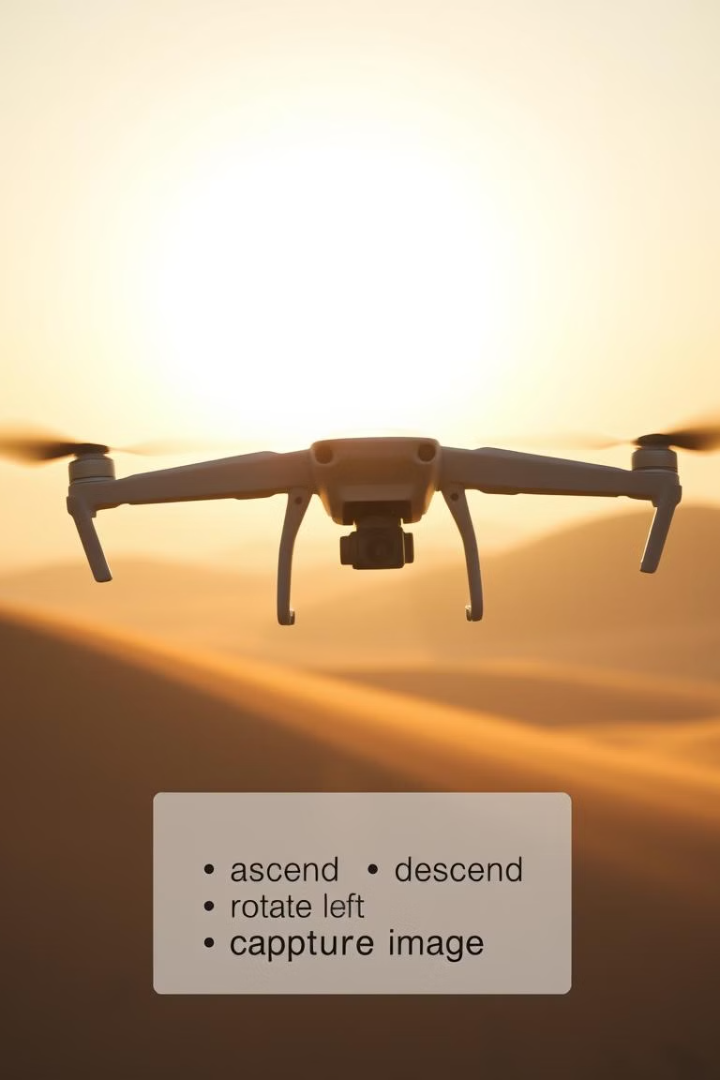 • ascend • descend
• rotate left
• cappture image